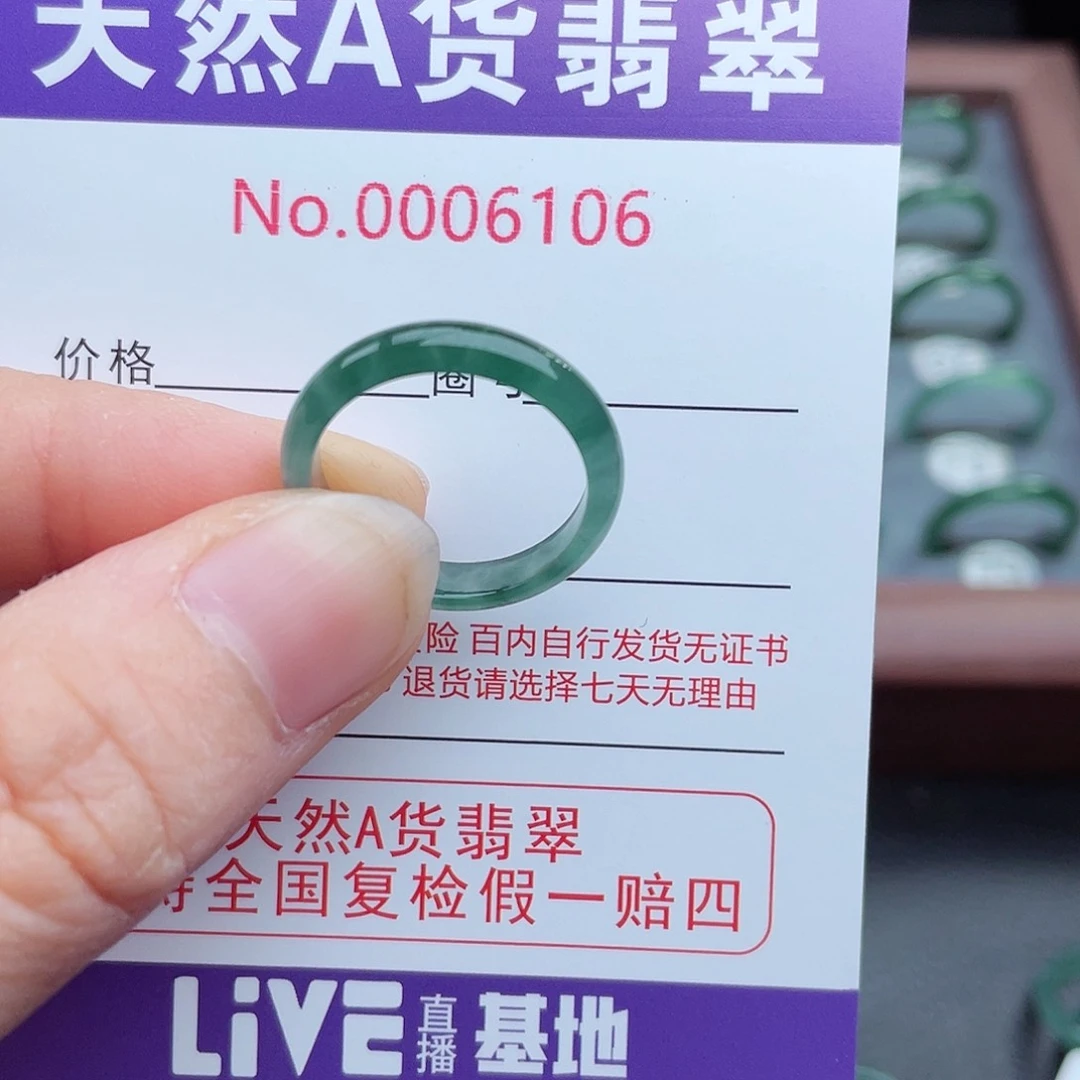 天然A货翡翠
No.0006106
价格 圈号
险 百内自行发货无证书
退货请选择七天无理由
天然A货翡翠
全国复检假一赔四
LiVE直播基地